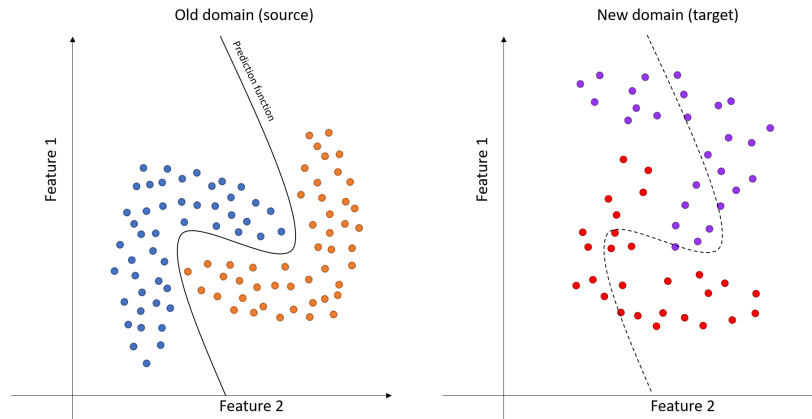 Old domain (source)
Prediction function
Feature 1
Feature 2
New domain (target)
Feature 1
Feature 2